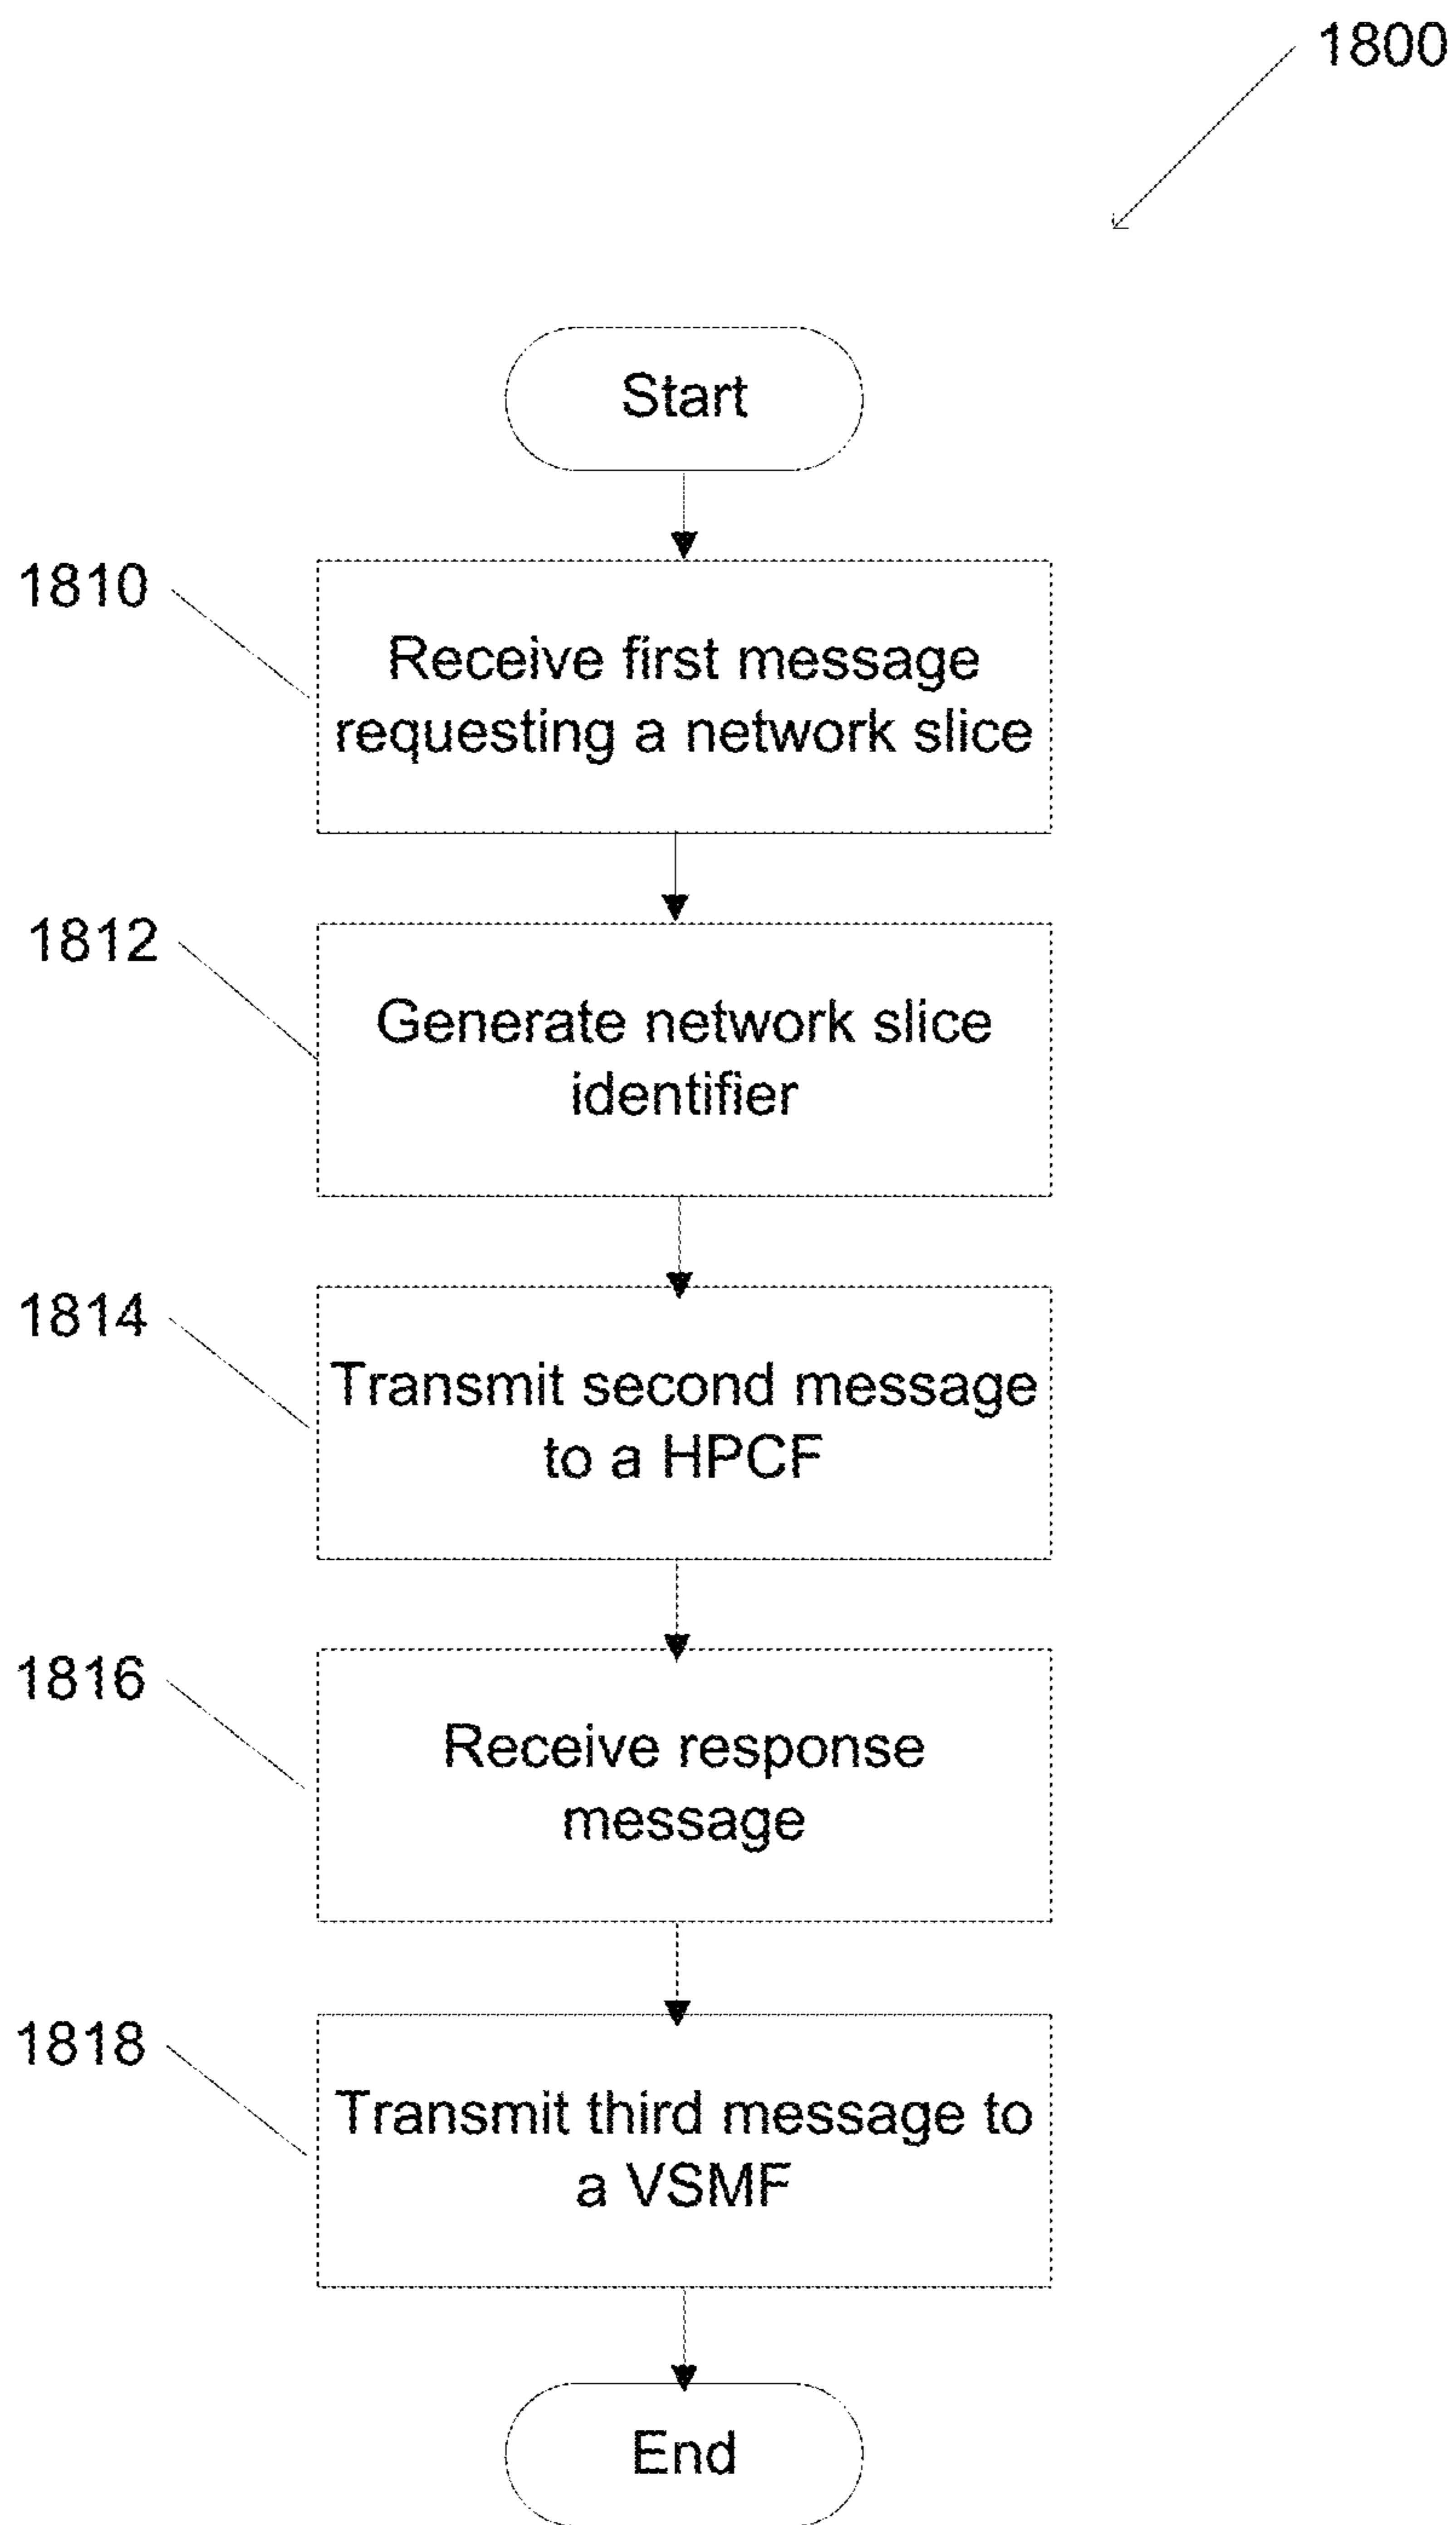 1800
Start
1810
Receive first message
requesting a network slice
1812
Generate network slice
identifier
1814
Transmit second message
to a HPCF
1816
Receive response
message
1818
Transmit third message to
a VSMF
End